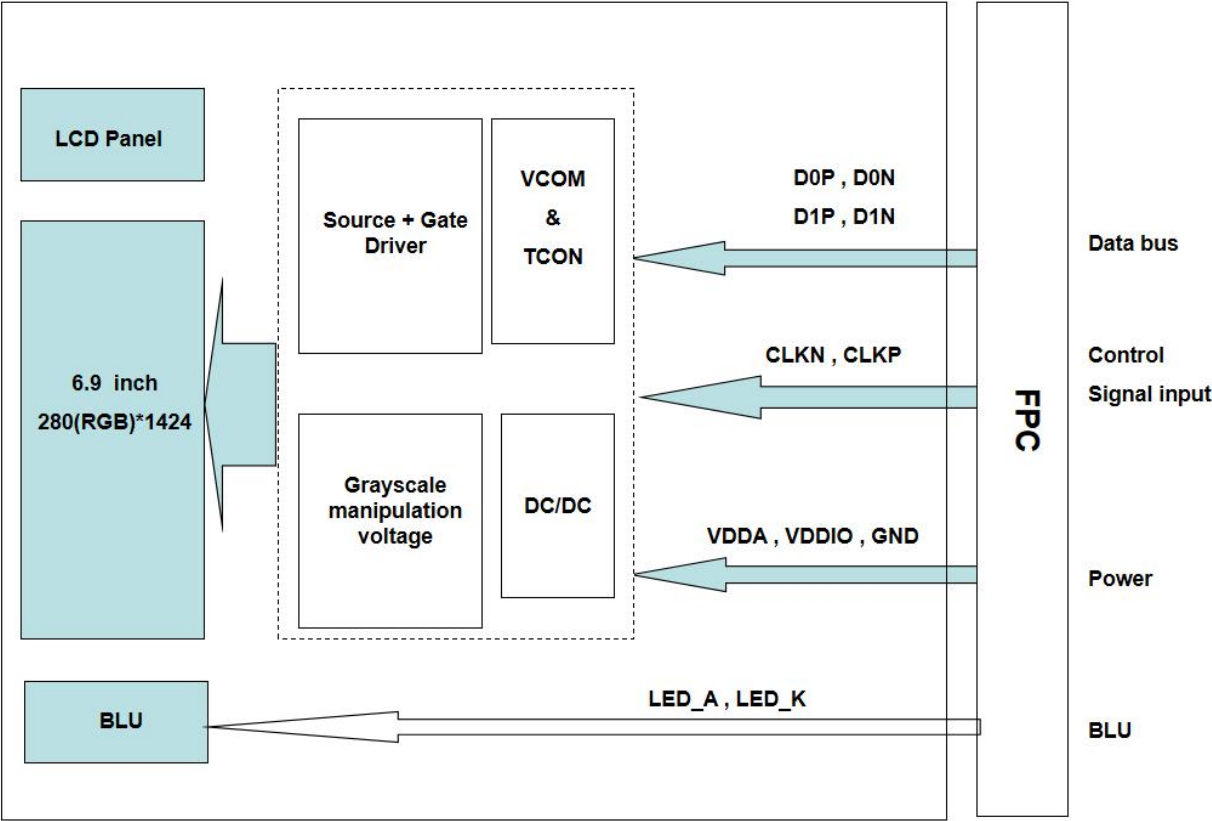 LCD Panel
6.9 inch
280(RGB)*1424
BLU
Source + Gate
Driver
VCOM
&
TCON
Grayscale
manipulation
voltage
DC/DC
D0P , D0N
D1P , D1N
CLKN , CLKP
VDDA , VDDIO , GND
LED_A , LED_K
FPC
Data bus
Control
Signal input
Power
BLU